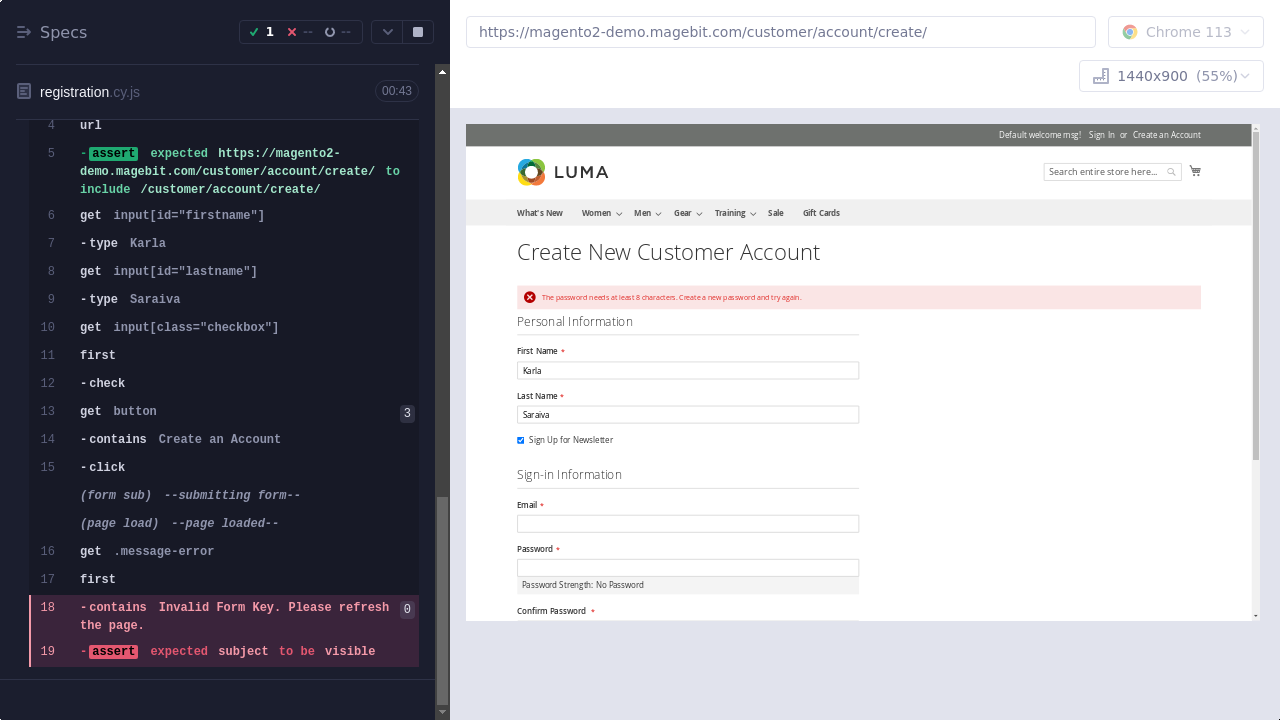 Specs
1
--
--
https://magento2-demo.magebit.com/customer/account/create/
Chrome 113
1440x900 (55%)
registration.cy.js
00:43
4 url
5 -assert expected https://magento2-
demo.magebit.com/customer/account/create/ to
include /customer/account/create/
6 get input[id="firstname"]
7 -type Karla
8 get input[id="lastname"]
9 -type Saraiva
10 get input[class="checkbox"]
11 first
12 -check
13 get button 3
14 -contains Create an Account
15 -click
(form sub) --submitting form--
(page load) --page loaded--
16 get .message-error
17 first
18 -contains Invalid Form Key. Please refresh 0
the page.
19 -assert expected subject to be visible
Default welcome msg! Sign In or Create an Account
LUMA
Search entire store here...
What's New Women Men Gear Training Sale Gift Cards
Create New Customer Account
The password needs at least 8 characters. Create a new password and try again.
Personal Information
First Name *
Karla
Last Name *
Saraiva
Sign Up for Newsletter
Sign-in Information
Email *
Password *
Password Strength: No Password
Confirm Password *